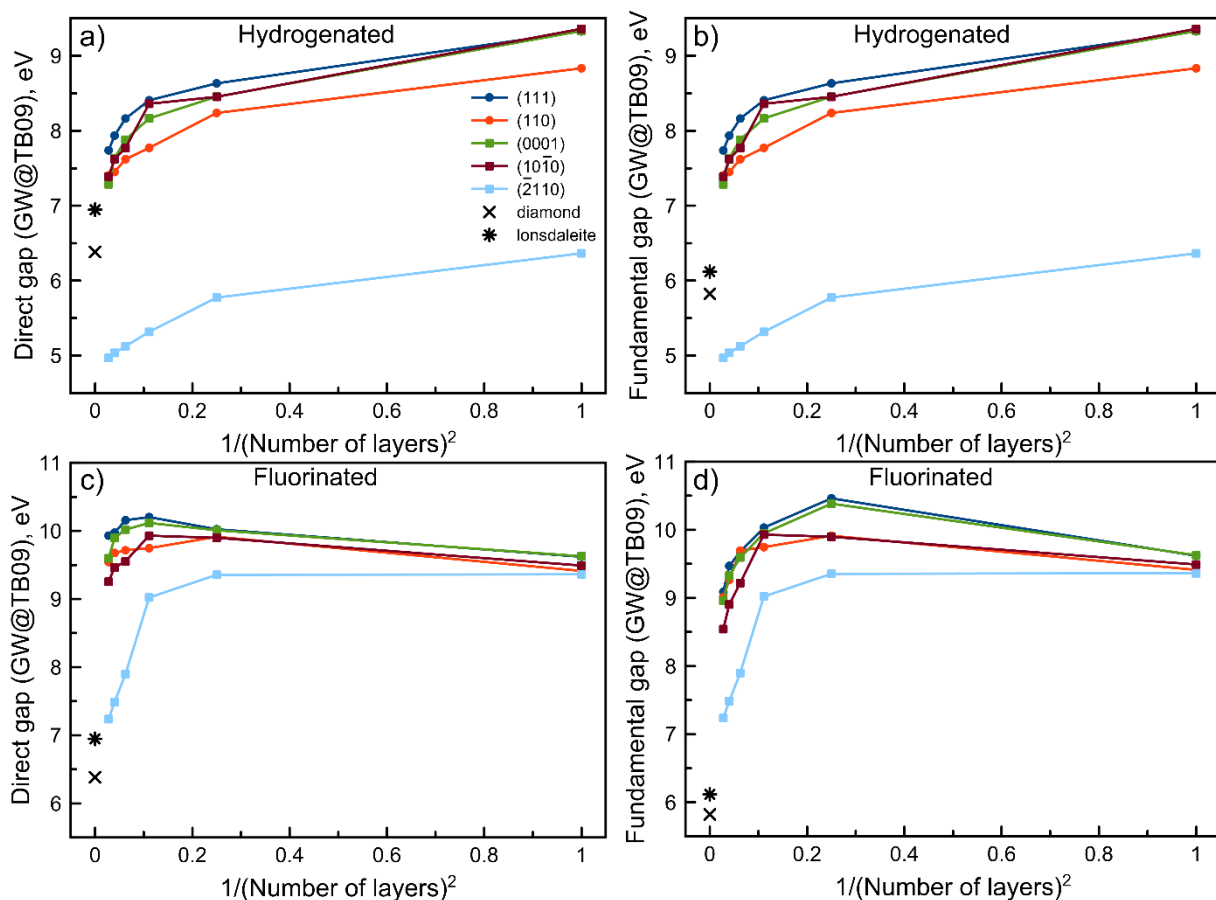 a)
Hydrogenated
Direct gap (GW@TB09), eV
9
8
7
6
5
(111)
(110)
(0001)
(101̄0)
(2̄110)
diamond
lonsdaleite
0 0.2 0.4 0.6 0.8 1
1/(Number of layers)²
b)
Hydrogenated
Fundamental gap (GW@TB09), eV
9
8
7
6
5
0 0.2 0.4 0.6 0.8 1
1/(Number of layers)²
c)
Fluorinated
Direct gap (GW@TB09), eV
11
10
9
8
7
6
0 0.2 0.4 0.6 0.8 1
1/(Number of layers)²
d)
Fluorinated
Fundamental gap (GW@TB09), eV
11
10
9
8
7
6
0 0.2 0.4 0.6 0.8 1
1/(Number of layers)²